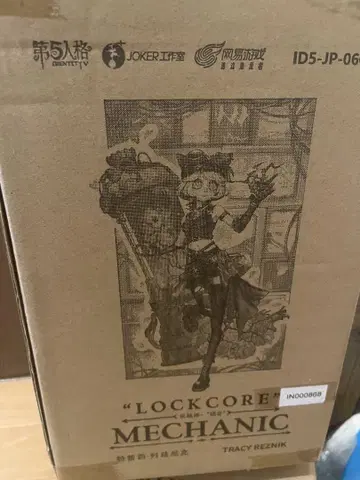 第5人格 JOKER工作室 网易游戏 ID5-JP-06
IDENTITY V
"LOCKCORE"
IN000868
MECHANIC
TRACY REZNIK